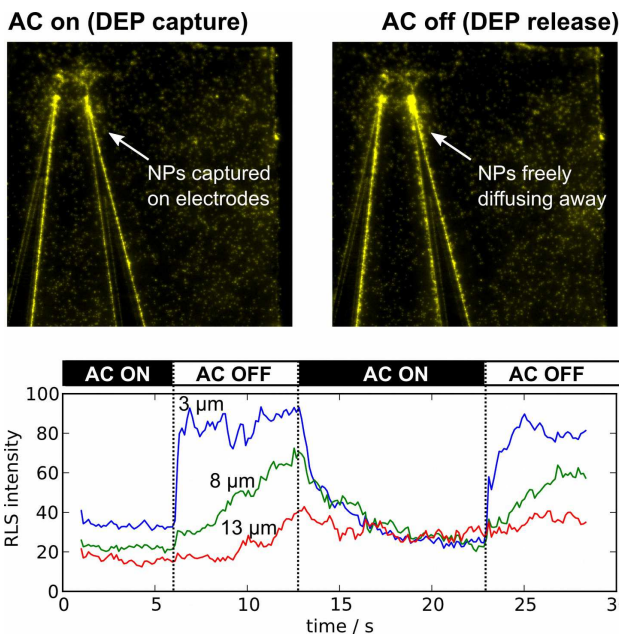 AC on (DEP capture)
AC off (DEP release)
NPs captured
on electrodes
NPs freely
diffusing away
AC ON
AC OFF
AC ON
AC OFF
100
80
60
40
20
0
RLS intensity
3 µm
8 µm
13 µm
0
5
10
15
20
25
30
time / s